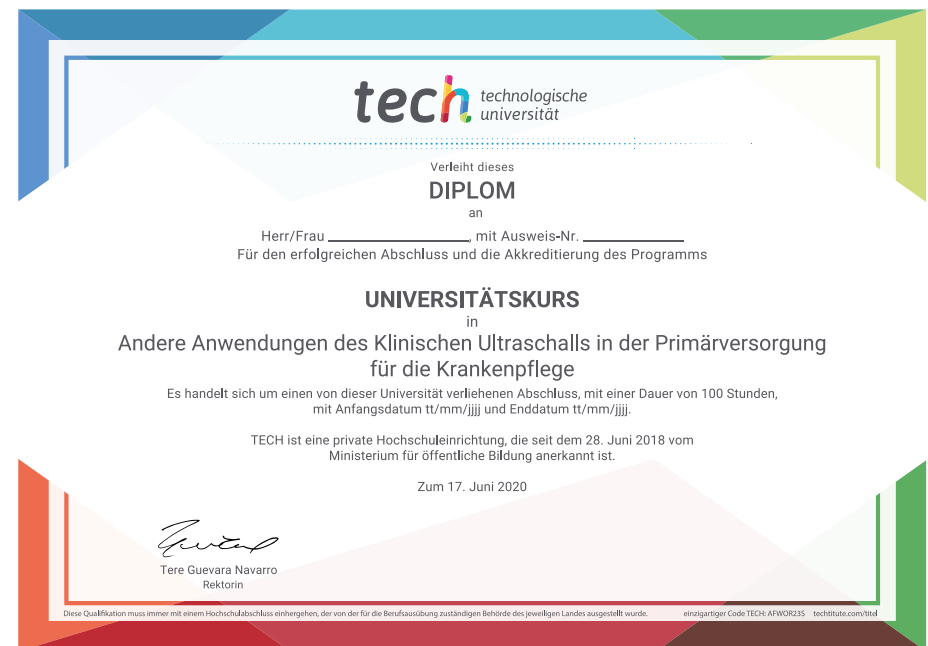 tech technologische
universität
Verleiht dieses
DIPLOM
an
Herr/Frau ____________________, mit Ausweis-Nr. ______________
Für den erfolgreichen Abschluss und die Akkreditierung des Programms
UNIVERSITÄTSKURS
in
Andere Anwendungen des Klinischen Ultraschalls in der Primärversorgung
für die Krankenpflege
Es handelt sich um einen von dieser Universität verliehenen Abschluss, mit einer Dauer von 100 Stunden,
mit Anfangsdatum tt/mm/jjjj und Enddatum tt/mm/jjjj.
TECH ist eine private Hochschuleinrichtung, die seit dem 28. Juni 2018 vom
Ministerium für öffentliche Bildung anerkannt ist.
Zum 17. Juni 2020
Tere Guevara Navarro
Rektorin
Diese Qualifikation muss immer mit einem Hochschulabschluss einhergehen, der von der für die Berufsausübung zuständigen Behörde des jeweiligen Landes ausgestellt wurde. einzigartiger Code TECH: AFWOR23S techtitute.com/titel